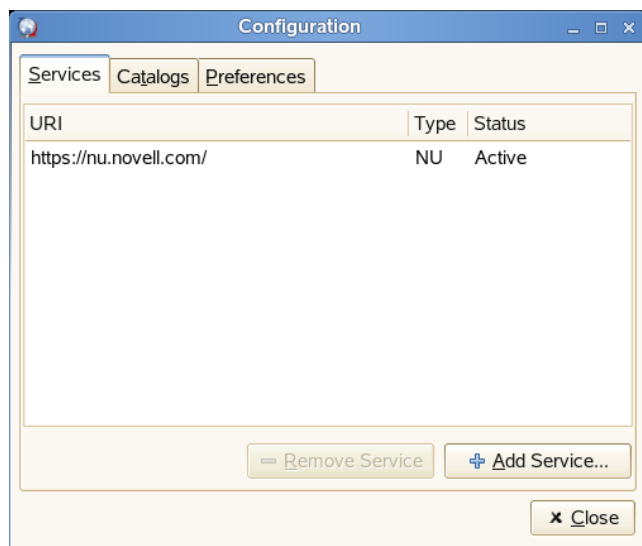 Configuration
Services Catalogs Preferences
URI Type Status
https://nu.novell.com/ NU Active
Remove Service Add Service...
Close